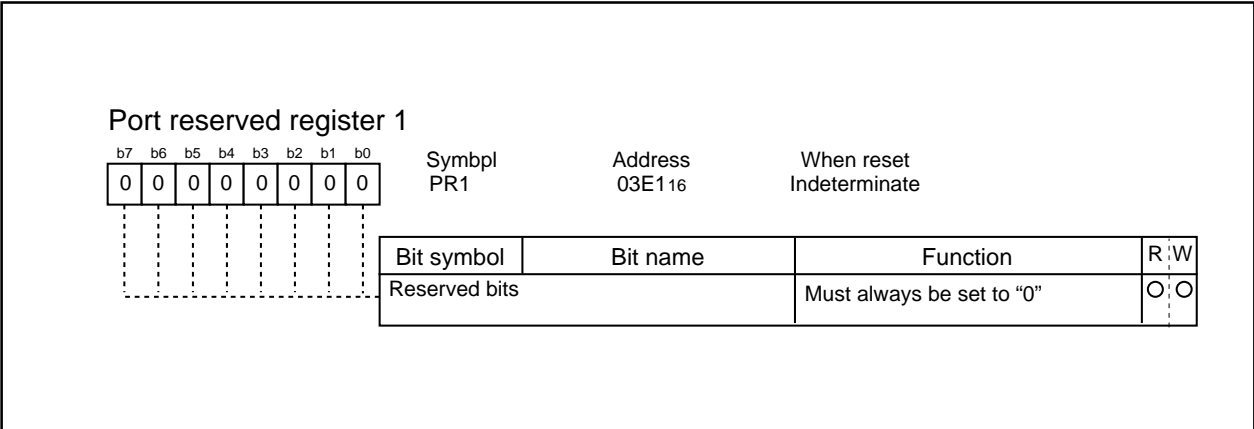 Port reserved register 1
b7 b6 b5 b4 b3 b2 b1 b0
0 0 0 0 0 0 0 0
Symbpl Address When reset
PR1 03E116 Indeterminate
Bit symbol Bit name Function R W
Reserved bits Must always be set to “0” O O